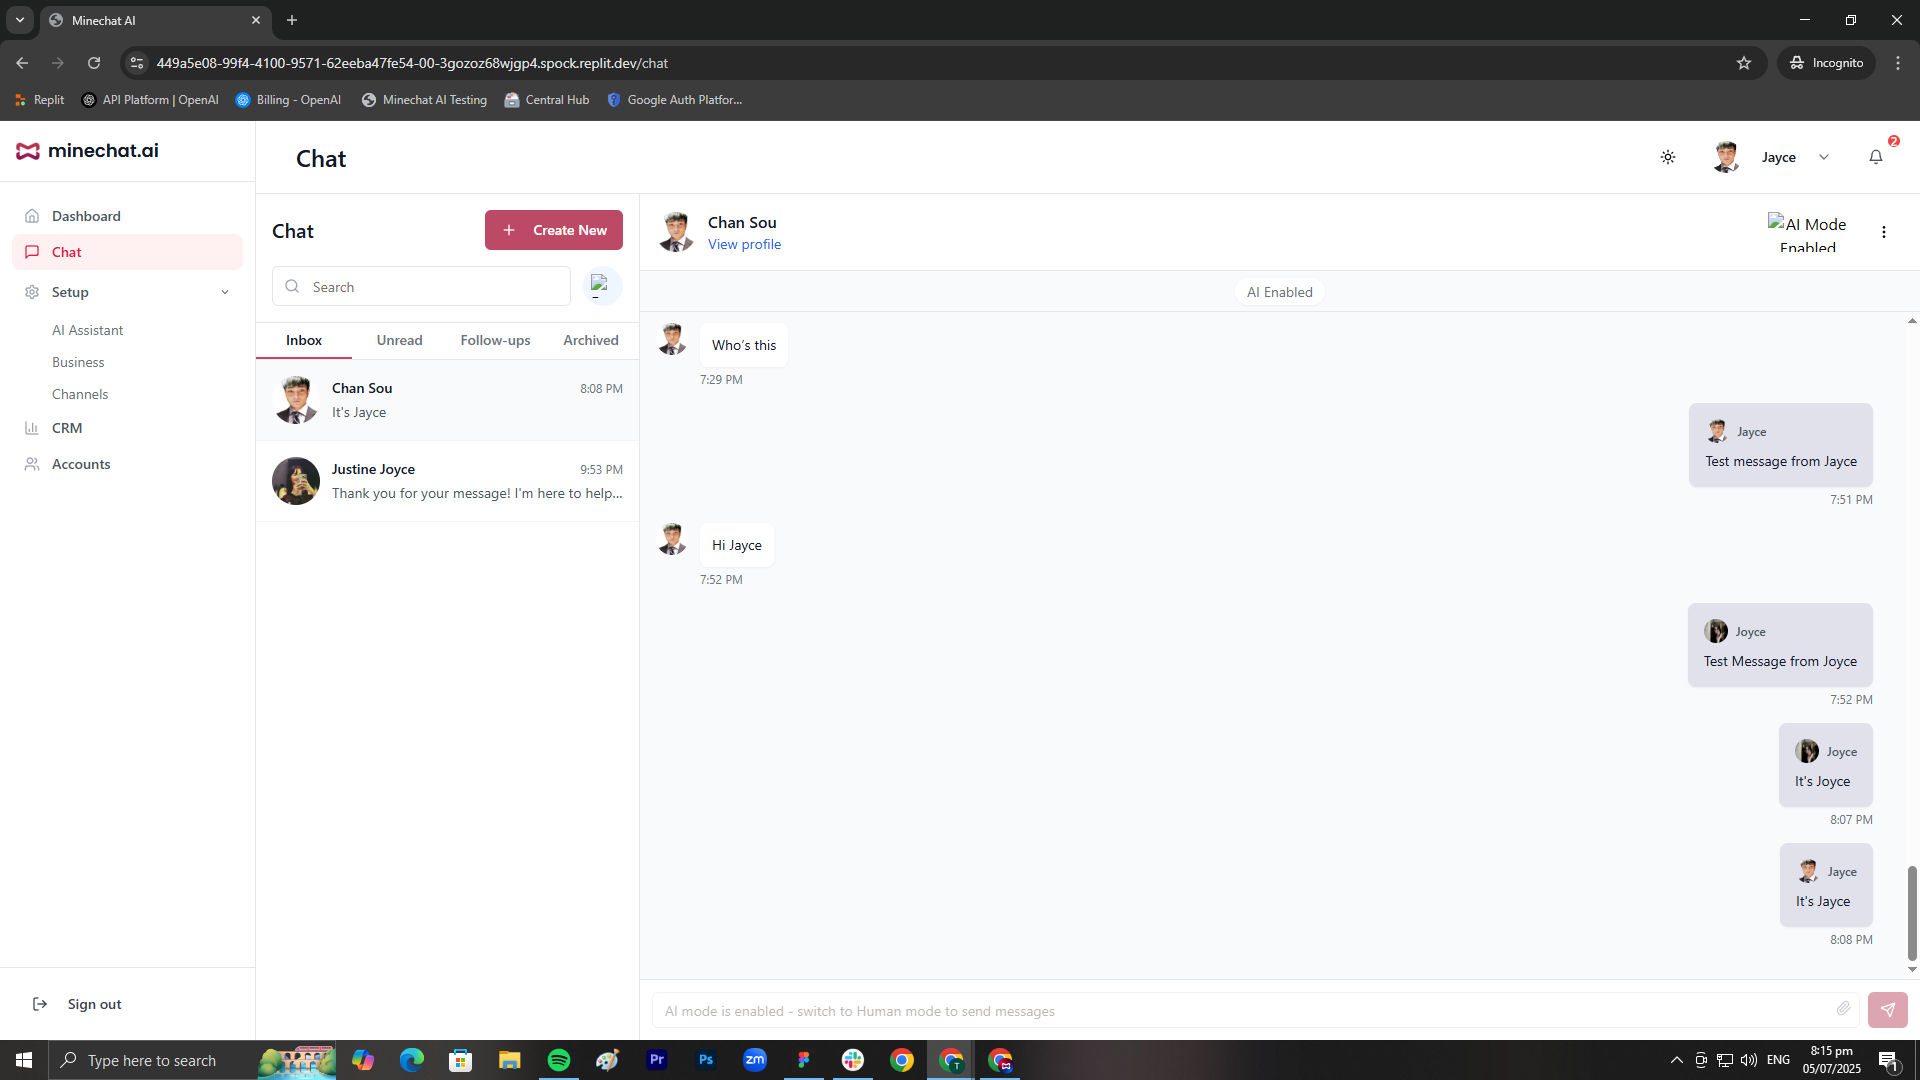 Minechat AI
449a5e08-99f4-4100-9571-62eeba47fe54-00-3gozoz68wjgp4.spock.replit.dev/chat
Incognito
Replit
API Platform | OpenAI
Billing - OpenAI
Minechat AI Testing
Central Hub
Google Auth Platfor...
minechat.ai
Chat
Jayce
2
Dashboard
Chat
Setup
AI Assistant
Business
Channels
CRM
Accounts
Sign out
Chat
Create New
Search
Inbox
Unread
Follow-ups
Archived
Chan Sou
8:08 PM
It's Jayce
Justine Joyce
9:53 PM
Thank you for your message! I'm here to help...
Chan Sou
View profile
AI Mode
Enabled
AI Enabled
Who’s this
7:29 PM
Jayce
Test message from Jayce
7:51 PM
Hi Jayce
7:52 PM
Joyce
Test Message from Joyce
7:52 PM
Joyce
It's Joyce
8:07 PM
Jayce
It's Jayce
8:08 PM
AI mode is enabled - switch to Human mode to send messages
Type here to search
Pr
Ps
zm
T
ENG
8:15 pm
05/07/2025
1